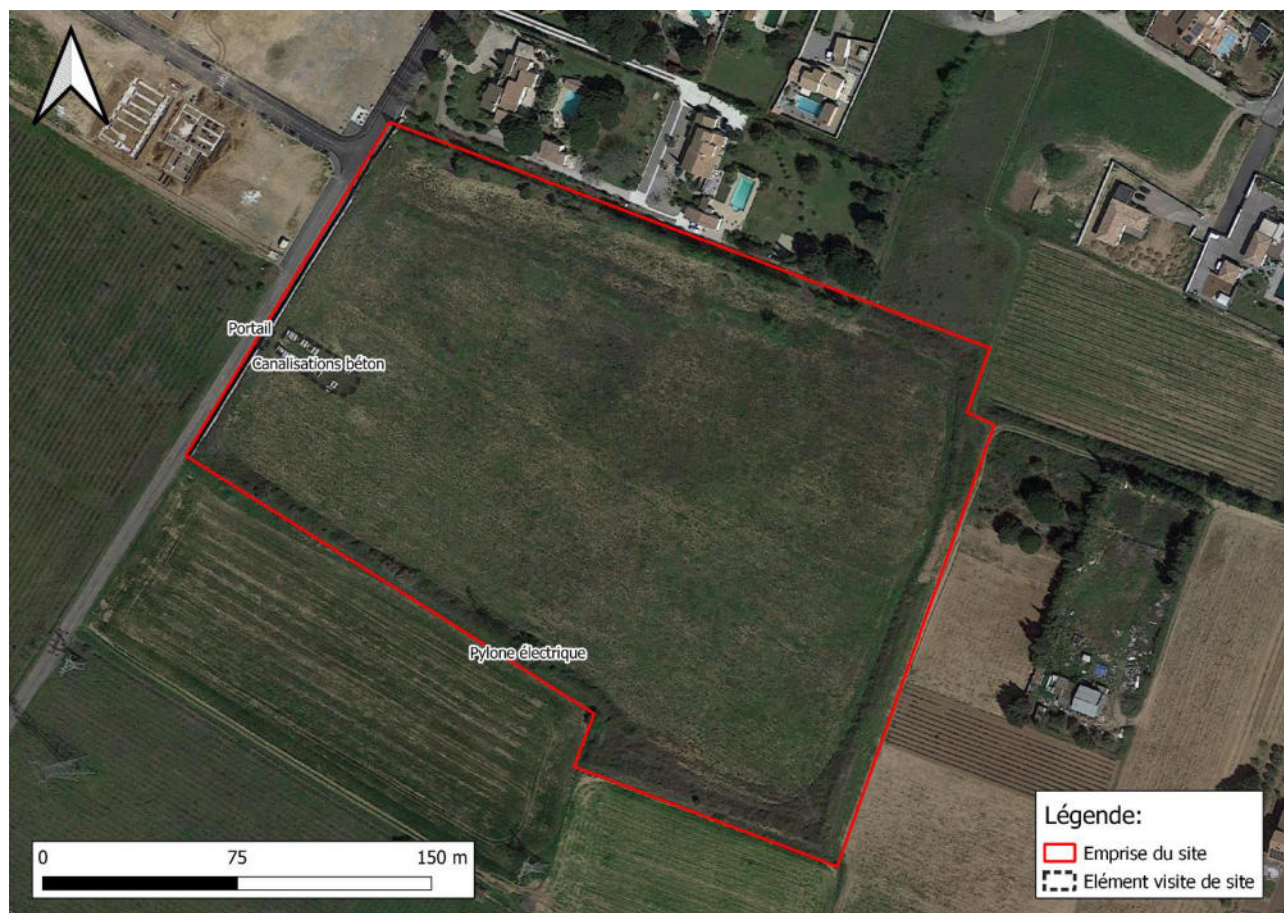 Portail
Canalisations béton
Pylone électrique
0 75 150 m
Légende:
Emprise du site
Elément visite de site